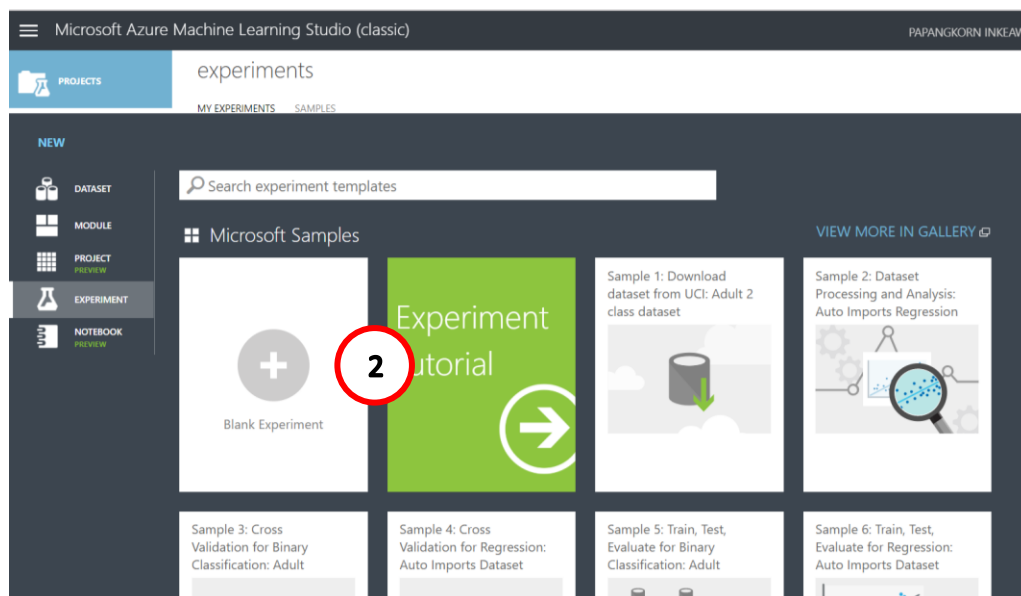 Microsoft Azure Machine Learning Studio (classic)
PAPANGKORN INKEAW
PROJECTS
experiments
MY EXPERIMENTS SAMPLES
NEW
DATASET
MODULE
PROJECT
PREVIEW
EXPERIMENT
NOTEBOOK
PREVIEW
Search experiment templates
Microsoft Samples
VIEW MORE IN GALLERY
Blank Experiment
2
Experiment
utorial
Sample 1: Download
dataset from UCI: Adult 2
class dataset
Sample 2: Dataset
Processing and Analysis:
Auto Imports Regression
Sample 3: Cross
Validation for Binary
Classification: Adult
Sample 4: Cross
Validation for Regression:
Auto Imports Dataset
Sample 5: Train, Test,
Evaluate for Binary
Classification: Adult
Sample 6: Train, Test,
Evaluate for Regression:
Auto Imports Dataset